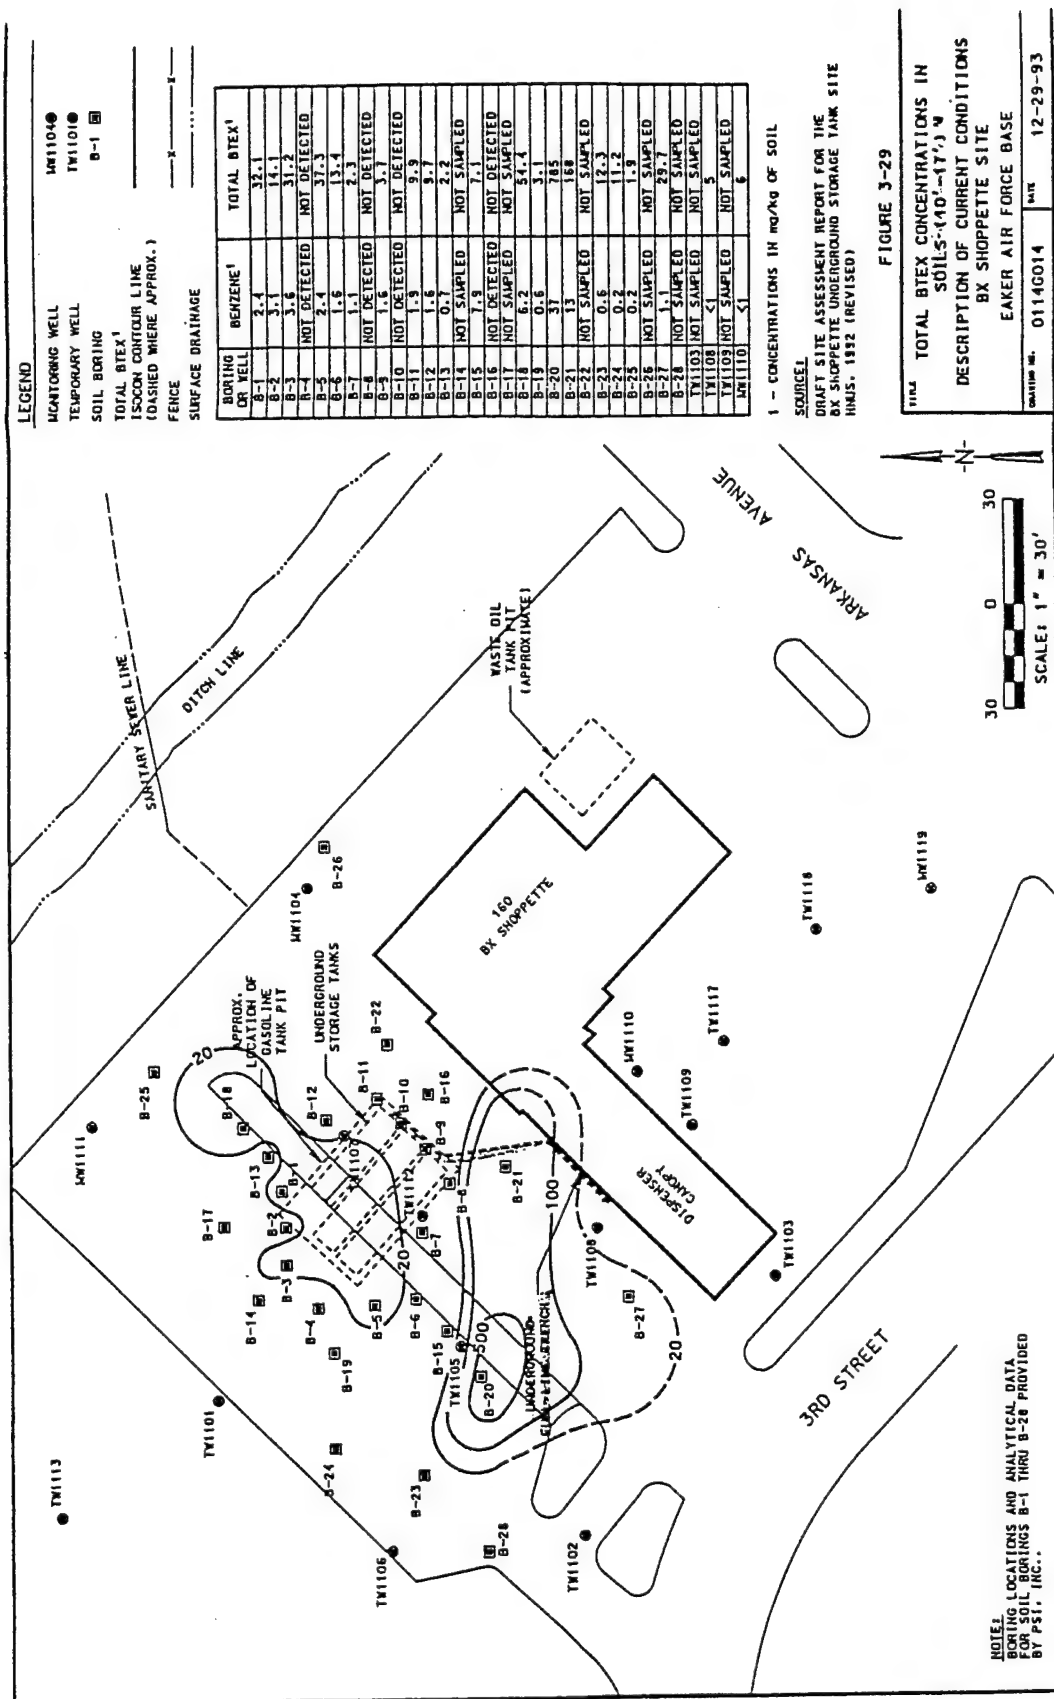 LEGEND
MONITORING WELL MW1104
TEMPORARY WELL TW1101
SOIL BORING B-1
TOTAL BTEX¹
ISOCON CONTOUR LINE
(DASHED WHERE APPROX.)
FENCE
SURFACE DRAINAGE
BORING OR WELL BENZENE¹ TOTAL BTEX¹
B-1 2.4 32.1
B-2 3.1 14.1
B-3 3.6 31.2
B-4 NOT DETECTED NOT DETECTED
B-5 2.4 37.3
B-6 1.6 13.4
B-7 1.1 2.3
B-8 NOT DETECTED NOT DETECTED
B-9 1.6 3.7
B-10 NOT DETECTED NOT DETECTED
B-11 1.9 9.9
B-12 1.6 9.7
B-13 0.7 2.2
B-14 NOT SAMPLED NOT SAMPLED
B-15 7.9 7.1
B-16 NOT DETECTED NOT DETECTED
B-17 NOT SAMPLED NOT SAMPLED
B-18 6.2 54.4
B-19 0.6 3.1
B-20 37 785
B-21 13 168
B-22 NOT SAMPLED NOT SAMPLED
B-23 0.6 12.3
B-24 0.2 11.2
B-25 0.2 1.9
B-26 NOT SAMPLED NOT SAMPLED
B-27 1.1 29.7
B-28 NOT SAMPLED NOT SAMPLED
TW1103 NOT SAMPLED NOT SAMPLED
TW1108 <1 5
TW1109 NOT SAMPLED NOT SAMPLED
MW1110 <1 6
1 - CONCENTRATIONS IN mg/kg OF SOIL
SOURCE:
DRAFT SITE ASSESSMENT REPORT FOR THE
BX SHOPPETTE UNDERGROUND STORAGE TANK SITE
HNUS, 1992 (REVISED)
FIGURE 3-29
TITLE
TOTAL BTEX CONCENTRATIONS IN
SOILS (10'-17')
DESCRIPTION OF CURRENT CONDITIONS
BX SHOPPETTE SITE
EAKER AIR FORCE BASE
DRAWING NO. 0114G014
DATE 12-29-93
SANITARY SEWER LINE
DITCH LINE
WASTE OIL
TANK PIT
(APPROXIMATE)
ARKANSAS
AVENUE
-N-
30 0 30
SCALE: 1" = 30'
MW1111
B-25
MW1104
B-26
APPROX.
LOCATION OF
GASOLINE
TANK PIT
UNDERGROUND
STORAGE TANKS
20
B-18
B-13
B-1
B-12
B-11
B-22
B-10
B-16
B-9
TW1107
TW1112
B-17
B-2
B-3
B-14
B-4
B-5
B-6
B-7
B-8
B-21
20
B-19
B-15
TW1105
500
B-20
100
UNDERGROUND
B-24
B-23
B-28
TW1101
TW1113
TW1106
TW1102
TW1108
B-27
20
160
BX SHOPPETTE
DISPENSER
CANOPY
MW1110
TW1109
TW1117
TW1118
MW1119
TW1103
3RD STREET
NOTE:
BORING LOCATIONS AND ANALYTICAL DATA
FOR SOIL BORINGS B-1 THRU B-28 PROVIDED
BY PSI, INC..